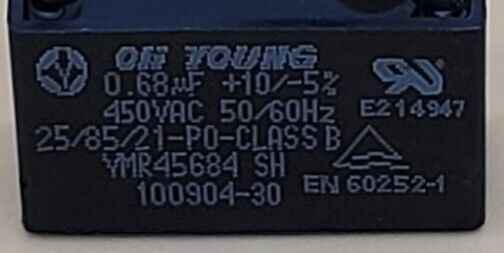 OH YOUNG
0.68µF +10/-5%
450VAC 50/60Hz
E214947
25/85/21-P0-CLASS B
YMR45684 SH
100904-30
EN 60252-1